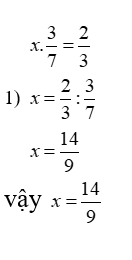 x.3/7 = 2/3
1) x = 2/3 : 3/7
x = 14/9
vậy x = 14/9